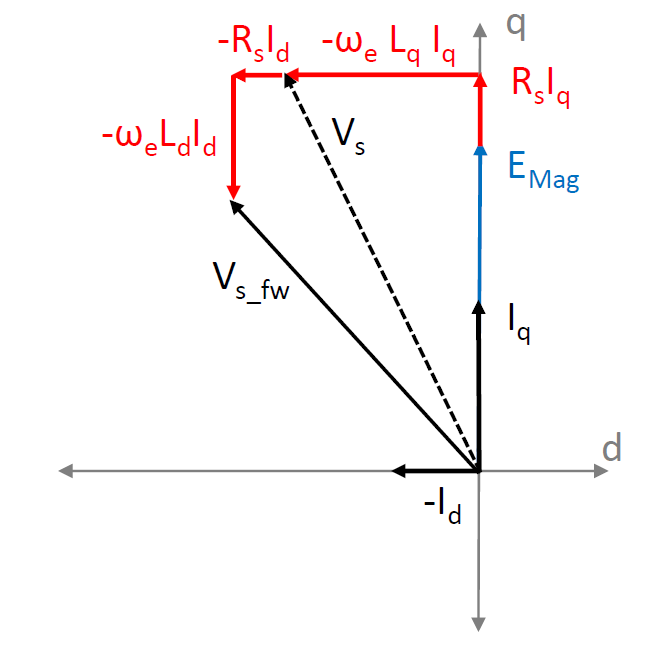 q
-RsId
-ωe Lq Iq
RsIq
-ωeLdId
Vs
EMag
Vs_fw
Iq
d
-Id